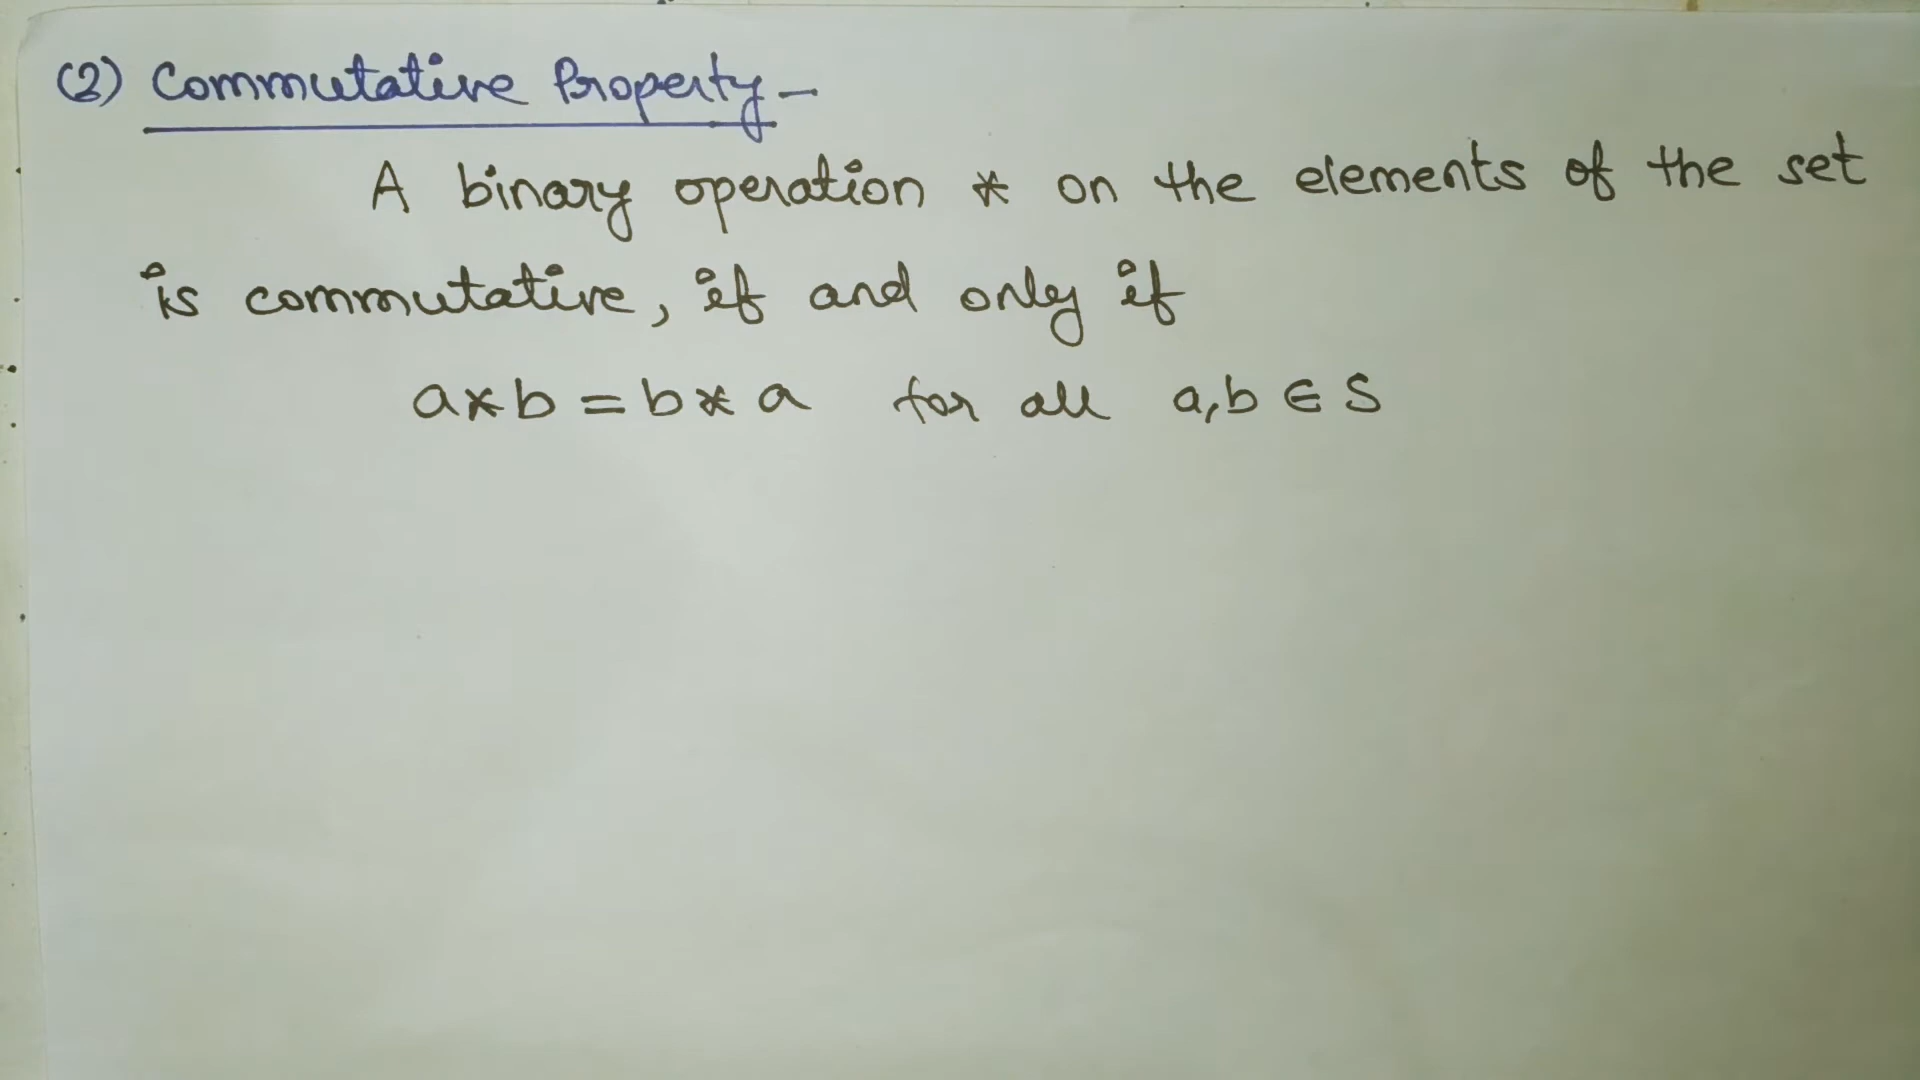 (2) Commutative Property -
A binary operation * on the elements of the set
is commutative, if and only if
a * b = b * a for all a, b ∈ S